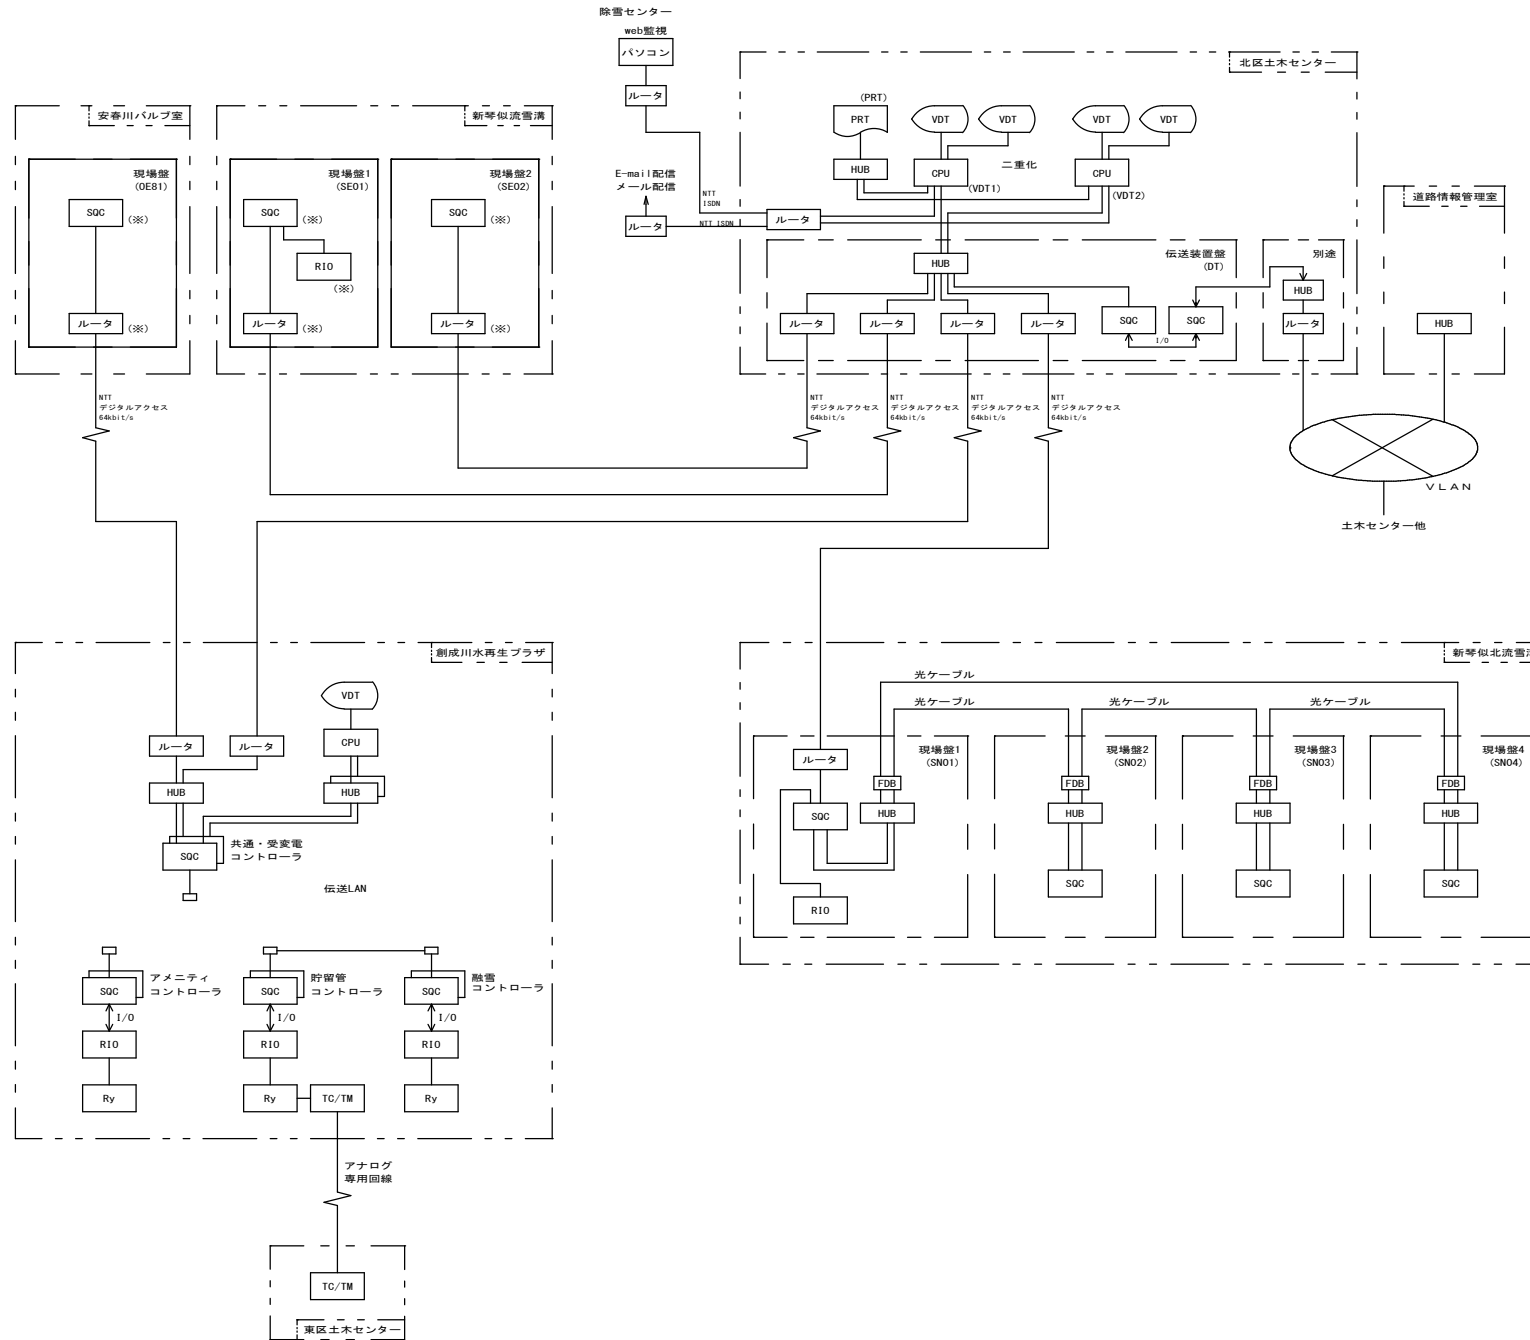 除雪センター
web監視
パソコン
ルータ
E-mail配信
メール配信
ルータ
NTT
ISDN
NTT ISDN
北区土木センター
(PRT)
PRT
VDT
VDT
VDT
VDT
HUB
CPU
(VDT1)
二重化
CPU
(VDT2)
ルータ
伝送装置盤
(DT)
HUB
ルータ
ルータ
ルータ
ルータ
SQC
SQC
I/O
別途
HUB
ルータ
道路情報管理室
HUB
安春川バルブ室
現場盤
(OE81)
SQC
(※)
ルータ
(※)
新琴似流雪溝
現場盤1
(SE01)
SQC
(※)
RIO
(※)
ルータ
(※)
現場盤2
(SE02)
SQC
(※)
ルータ
(※)
NTT
デジタルアクセス
64kbit/s
NTT
デジタルアクセス
64kbit/s
NTT
デジタルアクセス
64kbit/s
NTT
デジタルアクセス
64kbit/s
NTT
デジタルアクセス
64kbit/s
VLAN
土木センター他
創成川水再生プラザ
VDT
ルータ
ルータ
CPU
HUB
HUB
SQC
共通・受変電
コントローラ
伝送LAN
SQC
アメニティ
コントローラ
SQC
貯留管
コントローラ
SQC
融雪
コントローラ
I/O
I/O
I/O
RIO
RIO
RIO
Ry
Ry
TC/TM
Ry
アナログ
専用回線
TC/TM
東区土木センター
新琴似北流雪
光ケーブル
光ケーブル
光ケーブル
光ケーブル
現場盤1
(SN01)
ルータ
FDB
SQC
HUB
RIO
現場盤2
(SN02)
FDB
HUB
SQC
現場盤3
(SN03)
FDB
HUB
SQC
現場盤4
(SN04)
FDB
HUB
SQC